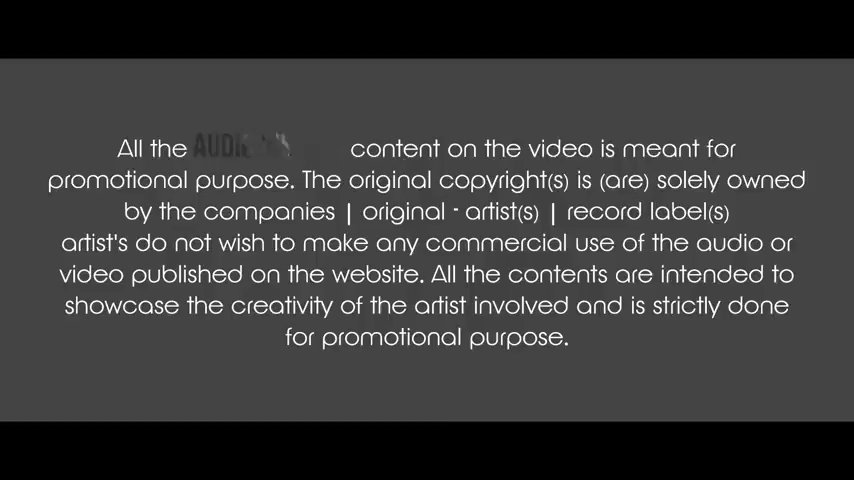 All the content on the video is meant for
promotional purpose. The original copyright(s) is (are) solely owned
by the companies | original - artist(s) | record label(s)
artist's do not wish to make any commercial use of the audio or
video published on the website. All the contents are intended to
showcase the creativity of the artist involved and is strictly done
for promotional purpose.